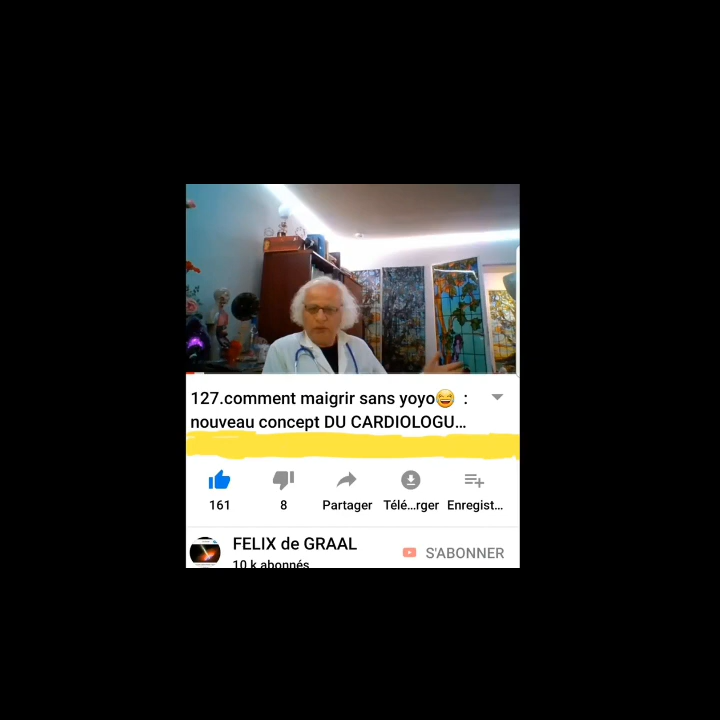 127.comment maigrir sans yoyo😂 :
nouveau concept DU CARDIOLOGU...
161
8
Partager
Télé...rger
Enregist...
FELIX de GRAAL
S'ABONNER
10 k abonnés